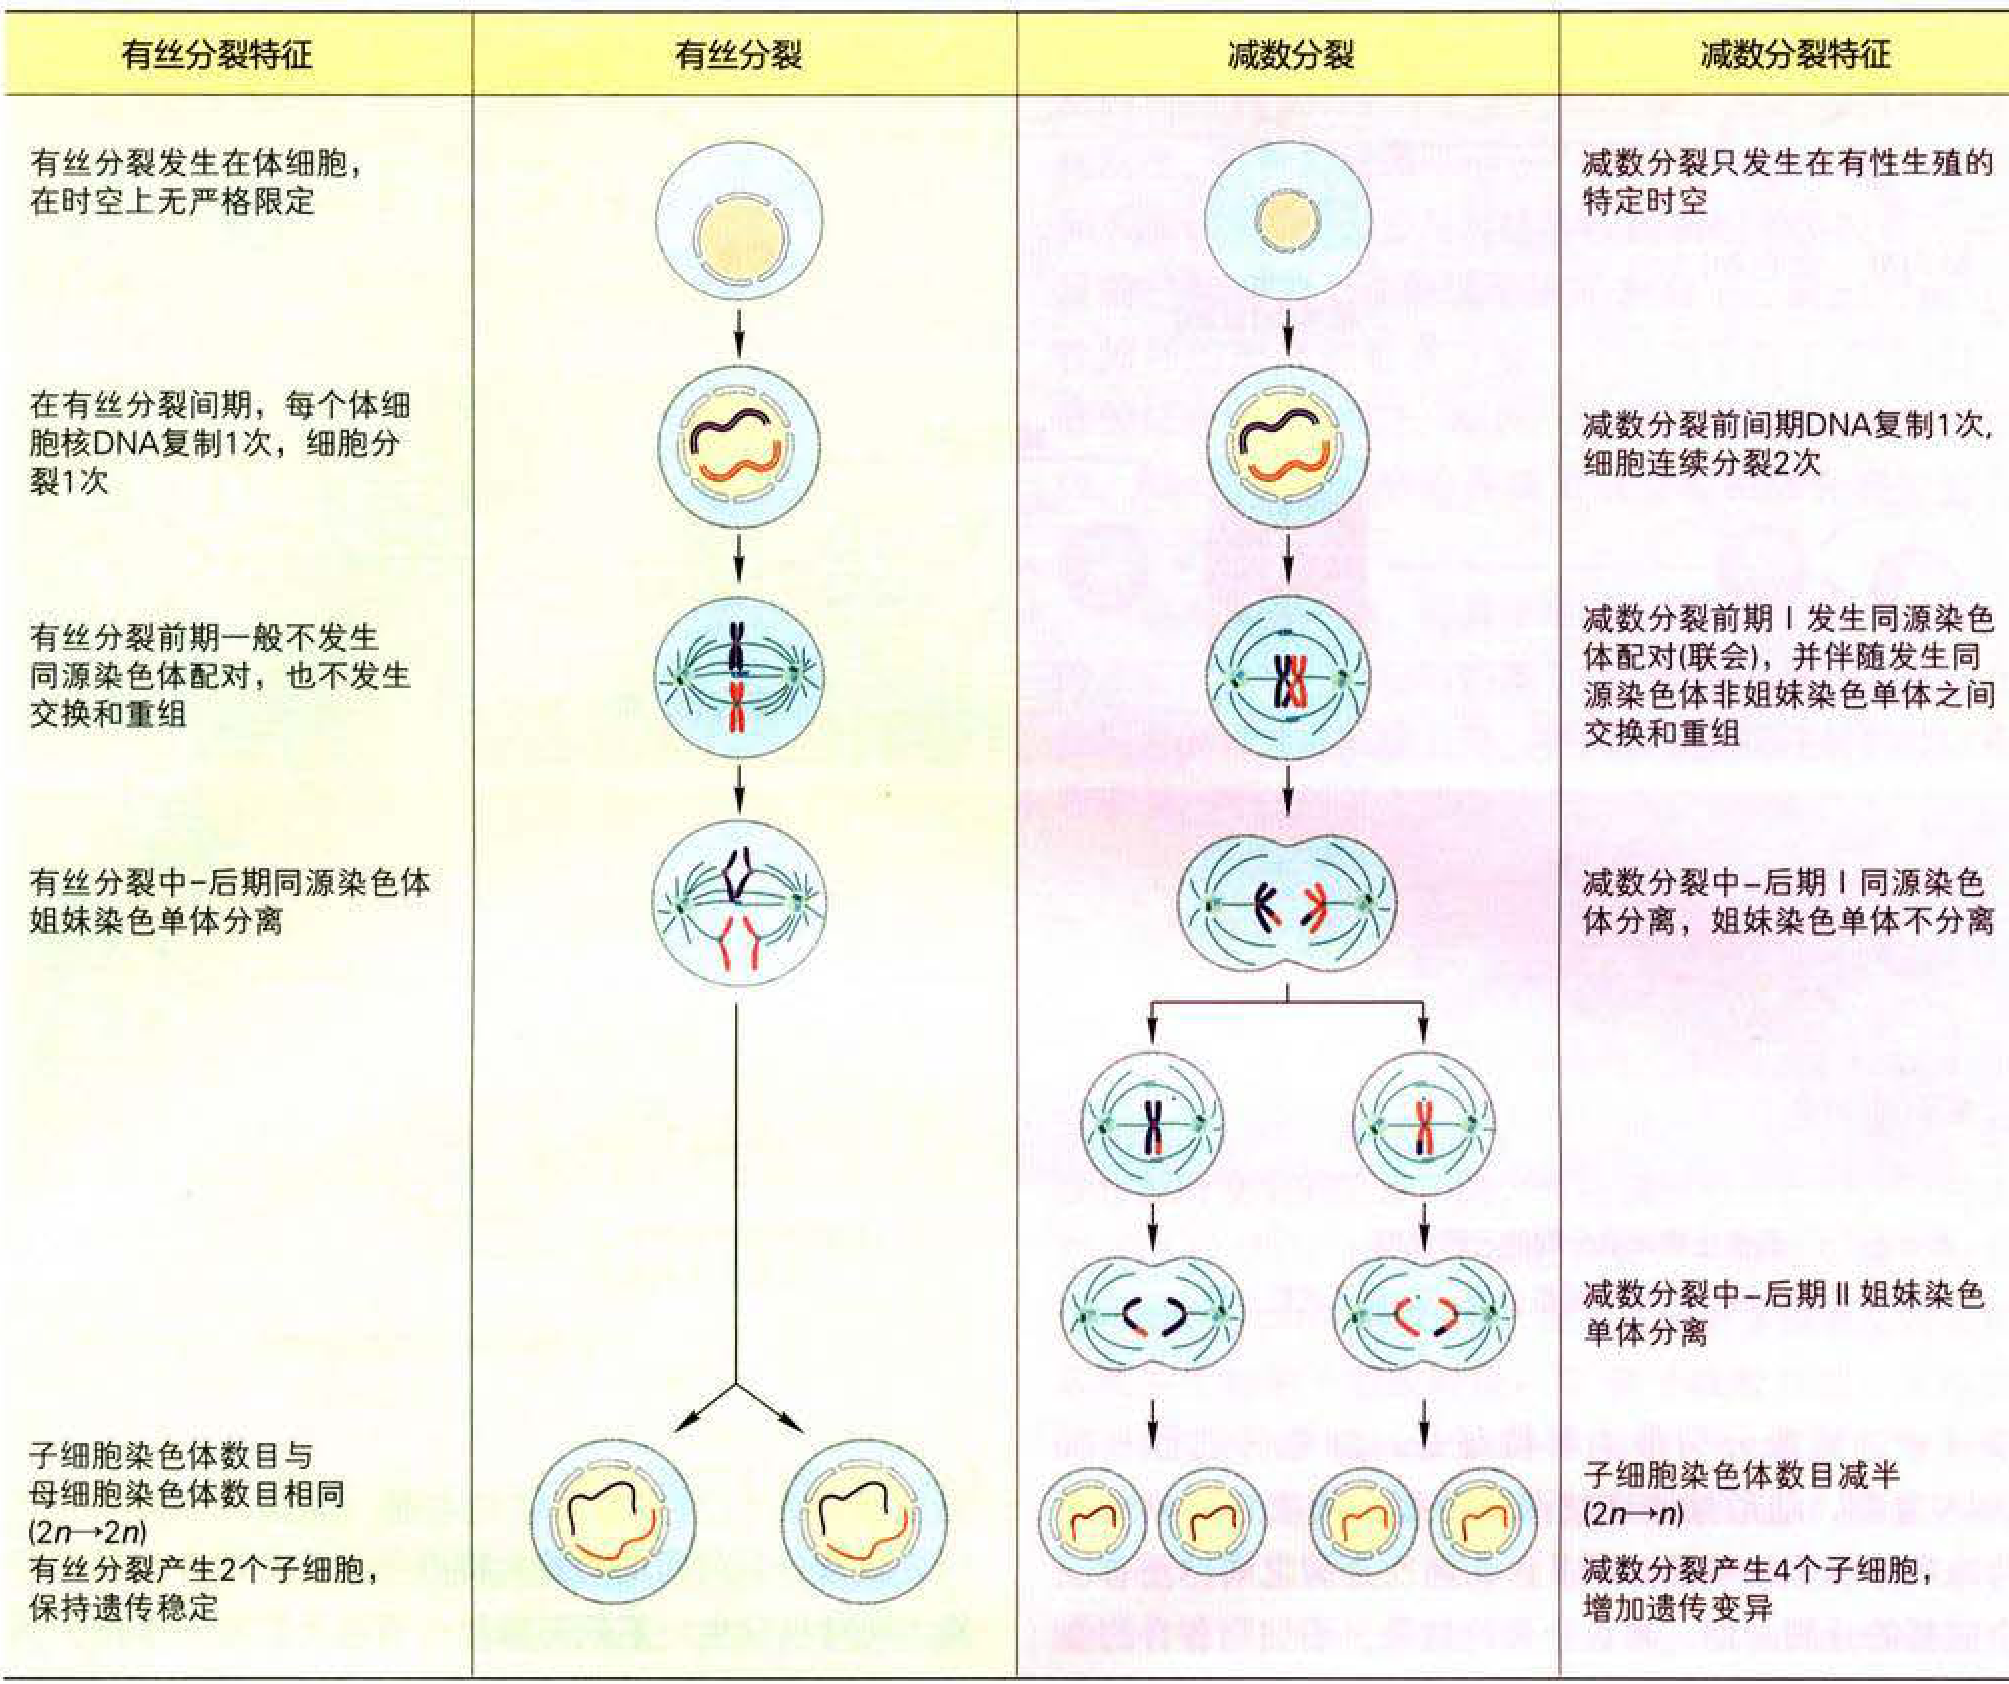 有丝分裂特征
有丝分裂
减数分裂
减数分裂特征
有丝分裂发生在体细胞，
在时空上无严格限定
减数分裂只发生在有性生殖的
特定时空
在有丝分裂间期，每个体细
胞核DNA复制1次，细胞分
裂1次
减数分裂前间期DNA复制1次,
细胞连续分裂2次
有丝分裂前期一般不发生
同源染色体配对，也不发生
交换和重组
减数分裂前期Ⅰ发生同源染色
体配对(联会)，并伴随发生同
源染色体非姐妹染色单体之间
交换和重组
有丝分裂中-后期同源染色体
姐妹染色单体分离
减数分裂中-后期Ⅰ同源染色
体分离，姐妹染色单体不分离
减数分裂中-后期Ⅱ姐妹染色
单体分离
子细胞染色体数目与
母细胞染色体数目相同
(2n→2n)
有丝分裂产生2个子细胞，
保持遗传稳定
子细胞染色体数目减半
(2n→n)
减数分裂产生4个子细胞，
增加遗传变异